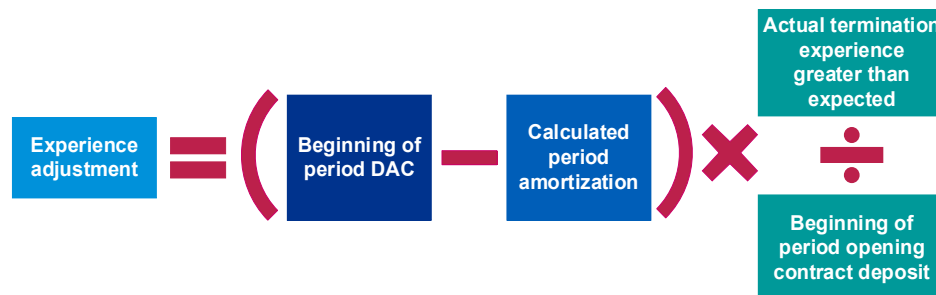 Experience
adjustment
=
(
Beginning of
period DAC
−
Calculated
period
amortization
)
×
Actual termination
experience
greater than
expected
÷
Beginning of
period opening
contract deposit